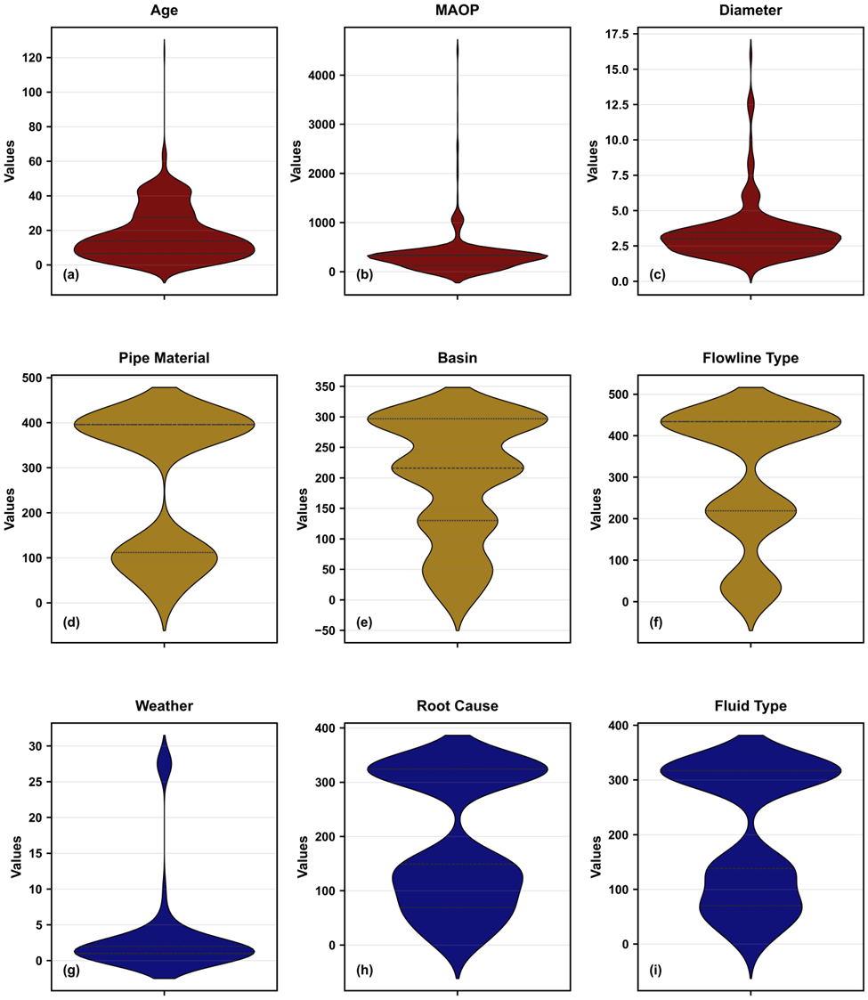 Age
MAOP
Diameter
Values
120
100
80
60
40
20
0
(a)
Values
4000
3000
2000
1000
0
(b)
Values
17.5
15.0
12.5
10.0
7.5
5.0
2.5
0.0
(c)
Pipe Material
Basin
Flowline Type
Values
500
400
300
200
100
0
(d)
Values
350
300
250
200
150
100
50
0
−50
(e)
Values
500
400
300
200
100
0
(f)
Weather
Root Cause
Fluid Type
Values
30
25
20
15
10
5
0
(g)
Values
400
300
200
100
0
(h)
Values
400
300
200
100
0
(i)